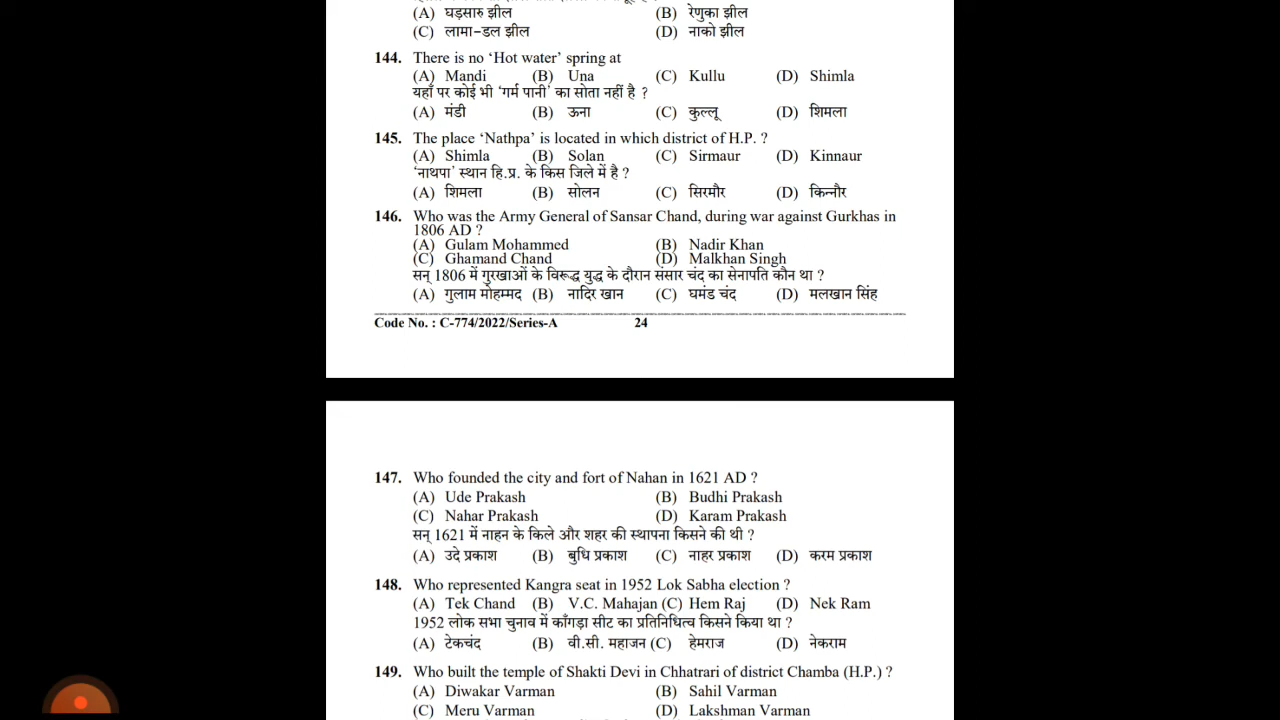 (A) घड़सारु झील (B) रेणुका झील
(C) लामा-डल झील (D) नाको झील
144. There is no ‘Hot water’ spring at
(A) Mandi (B) Una (C) Kullu (D) Shimla
यहाँ पर कोई भी ‘गर्म पानी’ का सोता नहीं है ?
(A) मंडी (B) ऊना (C) कुल्लू (D) शिमला
145. The place ‘Nathpa’ is located in which district of H.P. ?
(A) Shimla (B) Solan (C) Sirmaur (D) Kinnaur
‘नाथपा’ स्थान हि.प्र. के किस जिले में है ?
(A) शिमला (B) सोलन (C) सिरमौर (D) किन्नौर
146. Who was the Army General of Sansar Chand, during war against Gurkhas in
1806 AD ?
(A) Gulam Mohammed (B) Nadir Khan
(C) Ghamand Chand (D) Malkhan Singh
सन् 1806 में गुरखाओं के विरूद्ध युद्ध के दौरान संसार चंद का सेनापति कौन था ?
(A) गुलाम मोहम्मद (B) नादिर खान (C) घमंड चंद (D) मलखान सिंह
Code No. : C-774/2022/Series-A 24
147. Who founded the city and fort of Nahan in 1621 AD ?
(A) Ude Prakash (B) Budhi Prakash
(C) Nahar Prakash (D) Karam Prakash
सन् 1621 में नाहन के किले और शहर की स्थापना किसने की थी ?
(A) उदे प्रकाश (B) बुधि प्रकाश (C) नाहर प्रकाश (D) करम प्रकाश
148. Who represented Kangra seat in 1952 Lok Sabha election ?
(A) Tek Chand (B) V.C. Mahajan (C) Hem Raj (D) Nek Ram
1952 लोक सभा चुनाव में काँगड़ा सीट का प्रतिनिधित्व किसने किया था ?
(A) टेकचंद (B) वी.सी. महाजन (C) हेमराज (D) नेकराम
149. Who built the temple of Shakti Devi in Chhatrari of district Chamba (H.P.) ?
(A) Diwakar Varman (B) Sahil Varman
(C) Meru Varman (D) Lakshman Varman